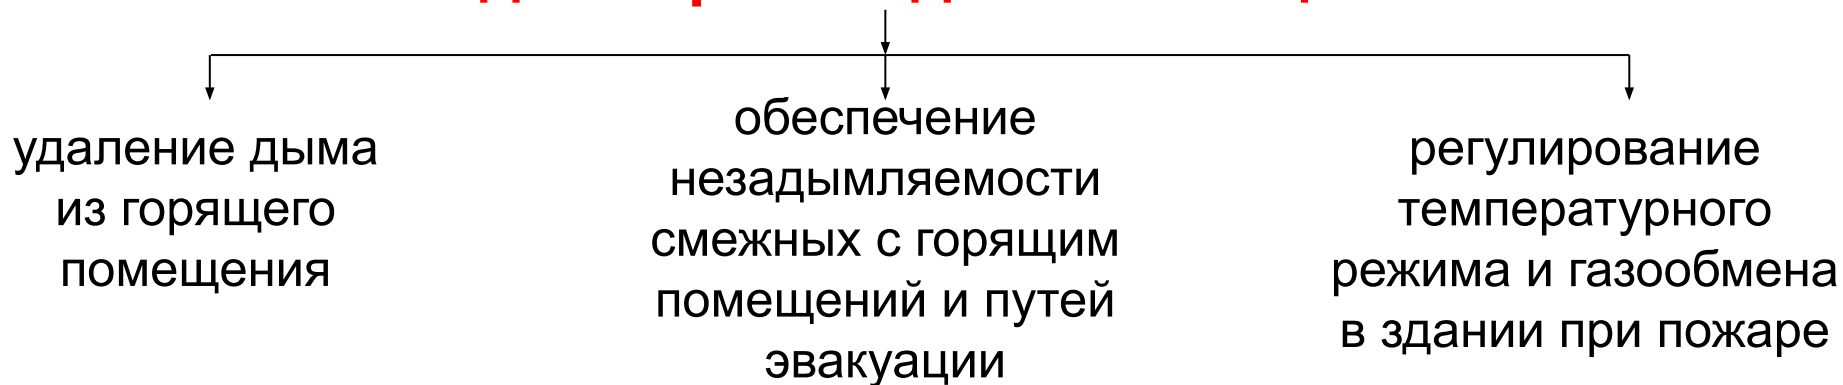 удаление дыма
из горящего
помещения
обеспечение
незадымляемости
смежных с горящим
помещений и путей
эвакуации
регулирование
температурного
режима и газообмена
в здании при пожаре